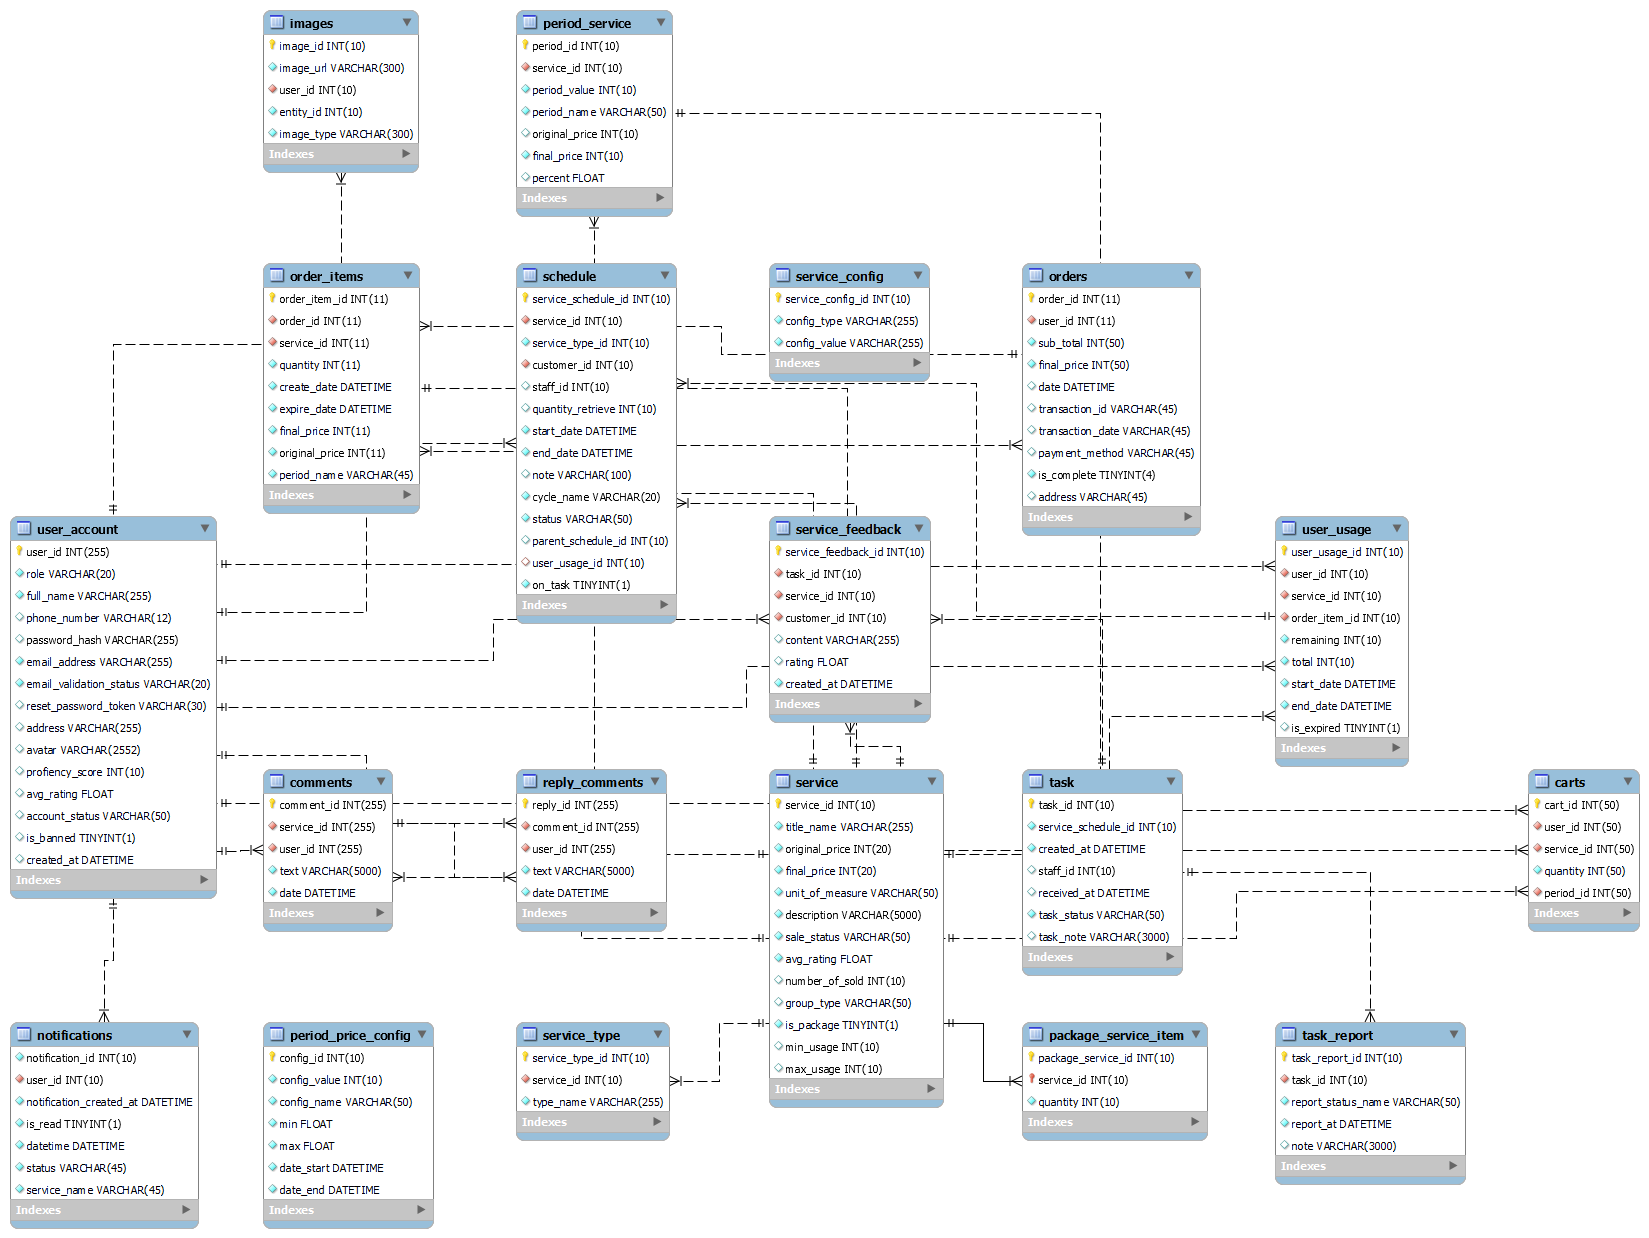 images
image_id INT(10)
image_url VARCHAR(300)
user_id INT(10)
entity_id INT(10)
image_type VARCHAR(300)
Indexes
period_service
period_id INT(10)
service_id INT(10)
period_value INT(10)
period_name VARCHAR(50)
original_price INT(10)
final_price INT(10)
percent FLOAT
Indexes
order_items
order_item_id INT(11)
order_id INT(11)
service_id INT(11)
quantity INT(11)
create_date DATETIME
expire_date DATETIME
final_price INT(11)
original_price INT(11)
period_name VARCHAR(45)
Indexes
schedule
service_schedule_id INT(10)
service_id INT(10)
service_type_id INT(10)
customer_id INT(10)
staff_id INT(10)
quantity_retrieve INT(10)
start_date DATETIME
end_date DATETIME
note VARCHAR(100)
cycle_name VARCHAR(20)
status VARCHAR(50)
parent_schedule_id INT(10)
user_usage_id INT(10)
on_task TINYINT(1)
Indexes
service_config
service_config_id INT(10)
config_type VARCHAR(255)
config_value VARCHAR(255)
Indexes
orders
order_id INT(11)
user_id INT(11)
sub_total INT(50)
final_price INT(50)
date DATETIME
transaction_id VARCHAR(45)
transaction_date VARCHAR(45)
payment_method VARCHAR(45)
is_complete TINYINT(4)
address VARCHAR(45)
Indexes
user_account
user_id INT(255)
role VARCHAR(20)
full_name VARCHAR(255)
phone_number VARCHAR(12)
password_hash VARCHAR(255)
email_address VARCHAR(255)
email_validation_status VARCHAR(20)
reset_password_token VARCHAR(30)
address VARCHAR(255)
avatar VARCHAR(2552)
profiency_score INT(10)
avg_rating FLOAT
account_status VARCHAR(50)
is_banned TINYINT(1)
created_at DATETIME
Indexes
service_feedback
service_feedback_id INT(10)
task_id INT(10)
service_id INT(10)
customer_id INT(10)
content VARCHAR(255)
rating FLOAT
created_at DATETIME
Indexes
user_usage
user_usage_id INT(10)
user_id INT(10)
service_id INT(10)
order_item_id INT(10)
remaining INT(10)
total INT(10)
start_date DATETIME
end_date DATETIME
is_expired TINYINT(1)
Indexes
comments
comment_id INT(255)
service_id INT(255)
user_id INT(255)
text VARCHAR(5000)
date DATETIME
Indexes
reply_comments
reply_id INT(255)
comment_id INT(255)
user_id INT(255)
text VARCHAR(5000)
date DATETIME
Indexes
service
service_id INT(10)
title_name VARCHAR(255)
original_price INT(20)
final_price INT(20)
unit_of_measure VARCHAR(50)
description VARCHAR(5000)
sale_status VARCHAR(50)
avg_rating FLOAT
number_of_sold INT(10)
group_type VARCHAR(50)
is_package TINYINT(1)
min_usage INT(10)
max_usage INT(10)
Indexes
task
task_id INT(10)
service_schedule_id INT(10)
created_at DATETIME
staff_id INT(10)
received_at DATETIME
task_status VARCHAR(50)
task_note VARCHAR(3000)
Indexes
carts
cart_id INT(50)
user_id INT(50)
service_id INT(50)
quantity INT(50)
period_id INT(50)
Indexes
notifications
notification_id INT(10)
user_id INT(10)
notification_created_at DATETIME
is_read TINYINT(1)
datetime DATETIME
status VARCHAR(45)
service_name VARCHAR(45)
Indexes
period_price_config
config_id INT(10)
config_value INT(10)
config_name VARCHAR(50)
min FLOAT
max FLOAT
date_start DATETIME
date_end DATETIME
Indexes
service_type
service_type_id INT(10)
service_id INT(10)
type_name VARCHAR(255)
Indexes
package_service_item
package_service_id INT(10)
service_id INT(10)
quantity INT(10)
Indexes
task_report
task_report_id INT(10)
task_id INT(10)
report_status_name VARCHAR(50)
report_at DATETIME
note VARCHAR(3000)
Indexes